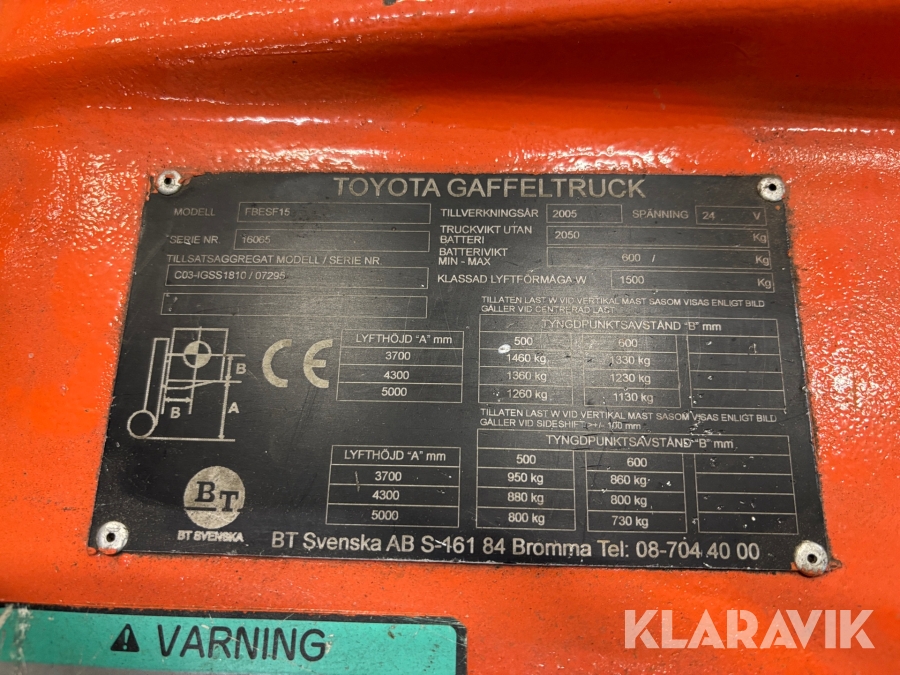 TOYOTA GAFFELTRUCK
MODELL FBESF15 TILLVERKNINGSÅR 2005 SPÄNNING 24 V
SERIE NR. 16065 TRUCKVIKT UTAN BATTERI 2050 Kg
TILLSATSAGGREGAT MODELL / SERIE NR BATTERIVIKT MIN - MAX 600 / Kg
C03-IGSS1810 / 07295 KLASSAD LYFTFÖRMÅGA W 1500 Kg
TILLÅTEN LAST W VID VERTIKAL MAST SÅSOM VISAS ENLIGT BILD
GÄLLER VID CENTRERAD LAST
LYFTHÖJD "A" mm TYNGDPUNKTSAVSTÅND "B" mm
500 600
3700 1460 kg 1330 kg
4300 1360 kg 1230 kg
5000 1260 kg 1130 kg
B
B A
CE
TILLÅTEN LAST W VID VERTIKAL MAST SÅSOM VISAS ENLIGT BILD
GÄLLER VID SIDESHIFT >+/- 100 mm
LYFTHÖJD "A" mm TYNGDPUNKTSAVSTÅND "B" mm
500 600
3700 950 kg 860 kg
4300 880 kg 800 kg
5000 800 kg 730 kg
BT
BT SVENSKA
BT Svenska AB S-161 84 Bromma Tel: 08-704 40 00
VARNING
KLARAVIK